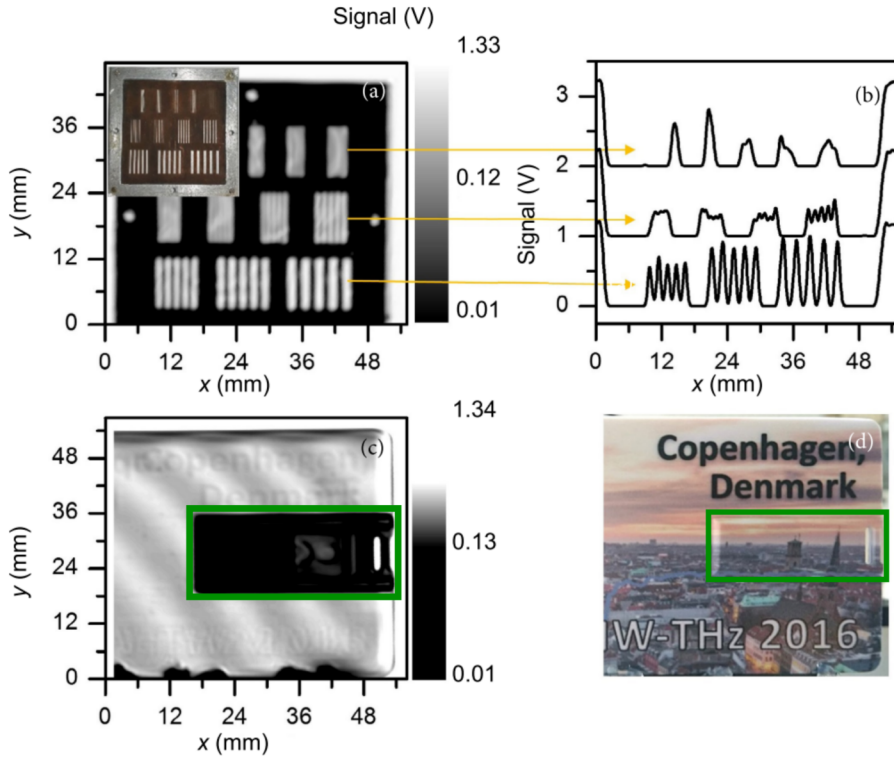 Signal (V)
1.33
0.12
0.01
(a)
y (mm)
36
24
12
0
0 12 24 36 48
x (mm)
(b)
Signal (V)
3
2
1
0
0 12 24 36 48
x (mm)
1.34
0.13
0.01
(c)
Copenhagen,
Denmark
y (mm)
48
36
24
12
0
0 12 24 36 48
x (mm)
(d)
Copenhagen,
Denmark
W-THz 2016